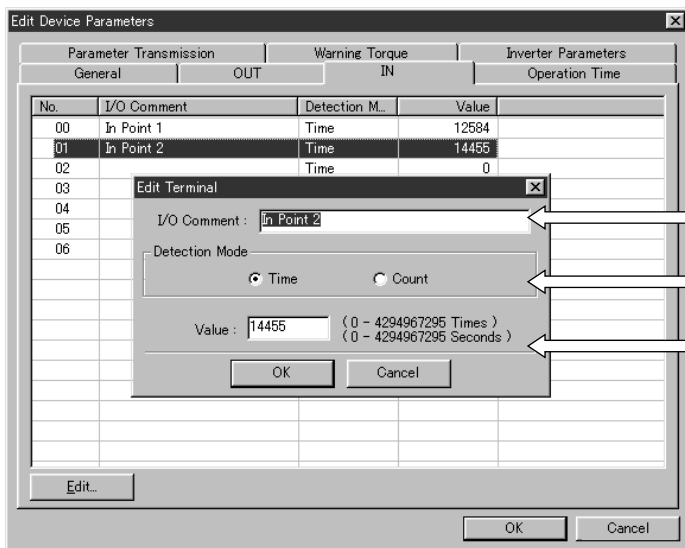 Edit Device Parameters
Parameter Transmission Warning Torque Inverter Parameters
General OUT IN Operation Time
No. I/O Comment Detection M... Value
00 In Point 1 Time 12584
01 In Point 2 Time 14455
02 Time 0
03
04
05
06
Edit Terminal
I/O Comment : In Point 2
Detection Mode
Time Count
Value : 14455 ( 0 - 4294967295 Times )
( 0 - 4294967295 Seconds )
OK Cancel
Edit...
OK Cancel